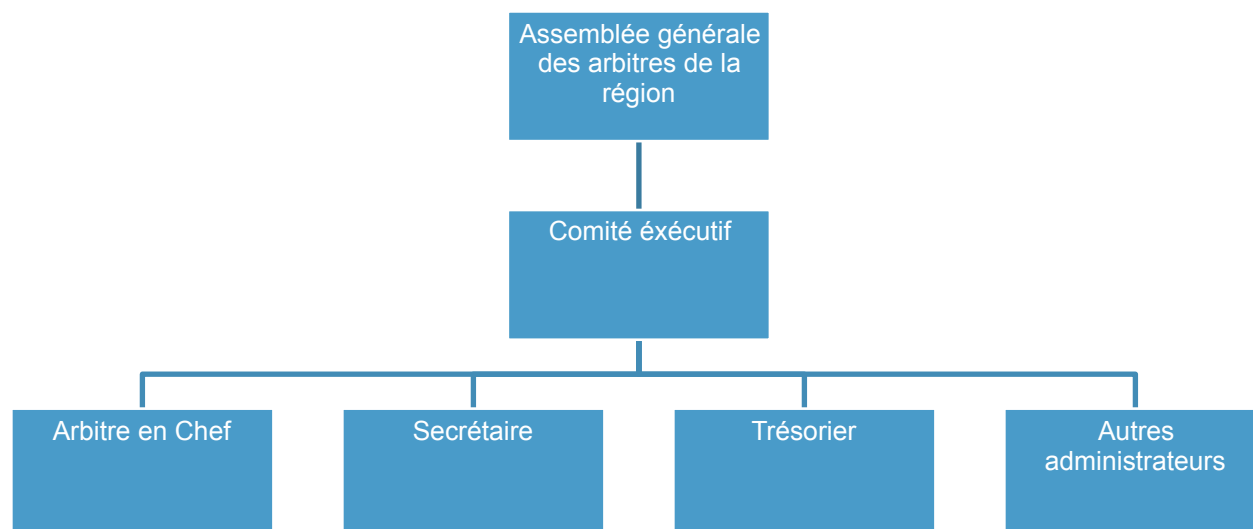 Assemblée générale
des arbitres de la
région
Comité éxécutif
Arbitre en Chef
Secrétaire
Trésorier
Autres
administrateurs